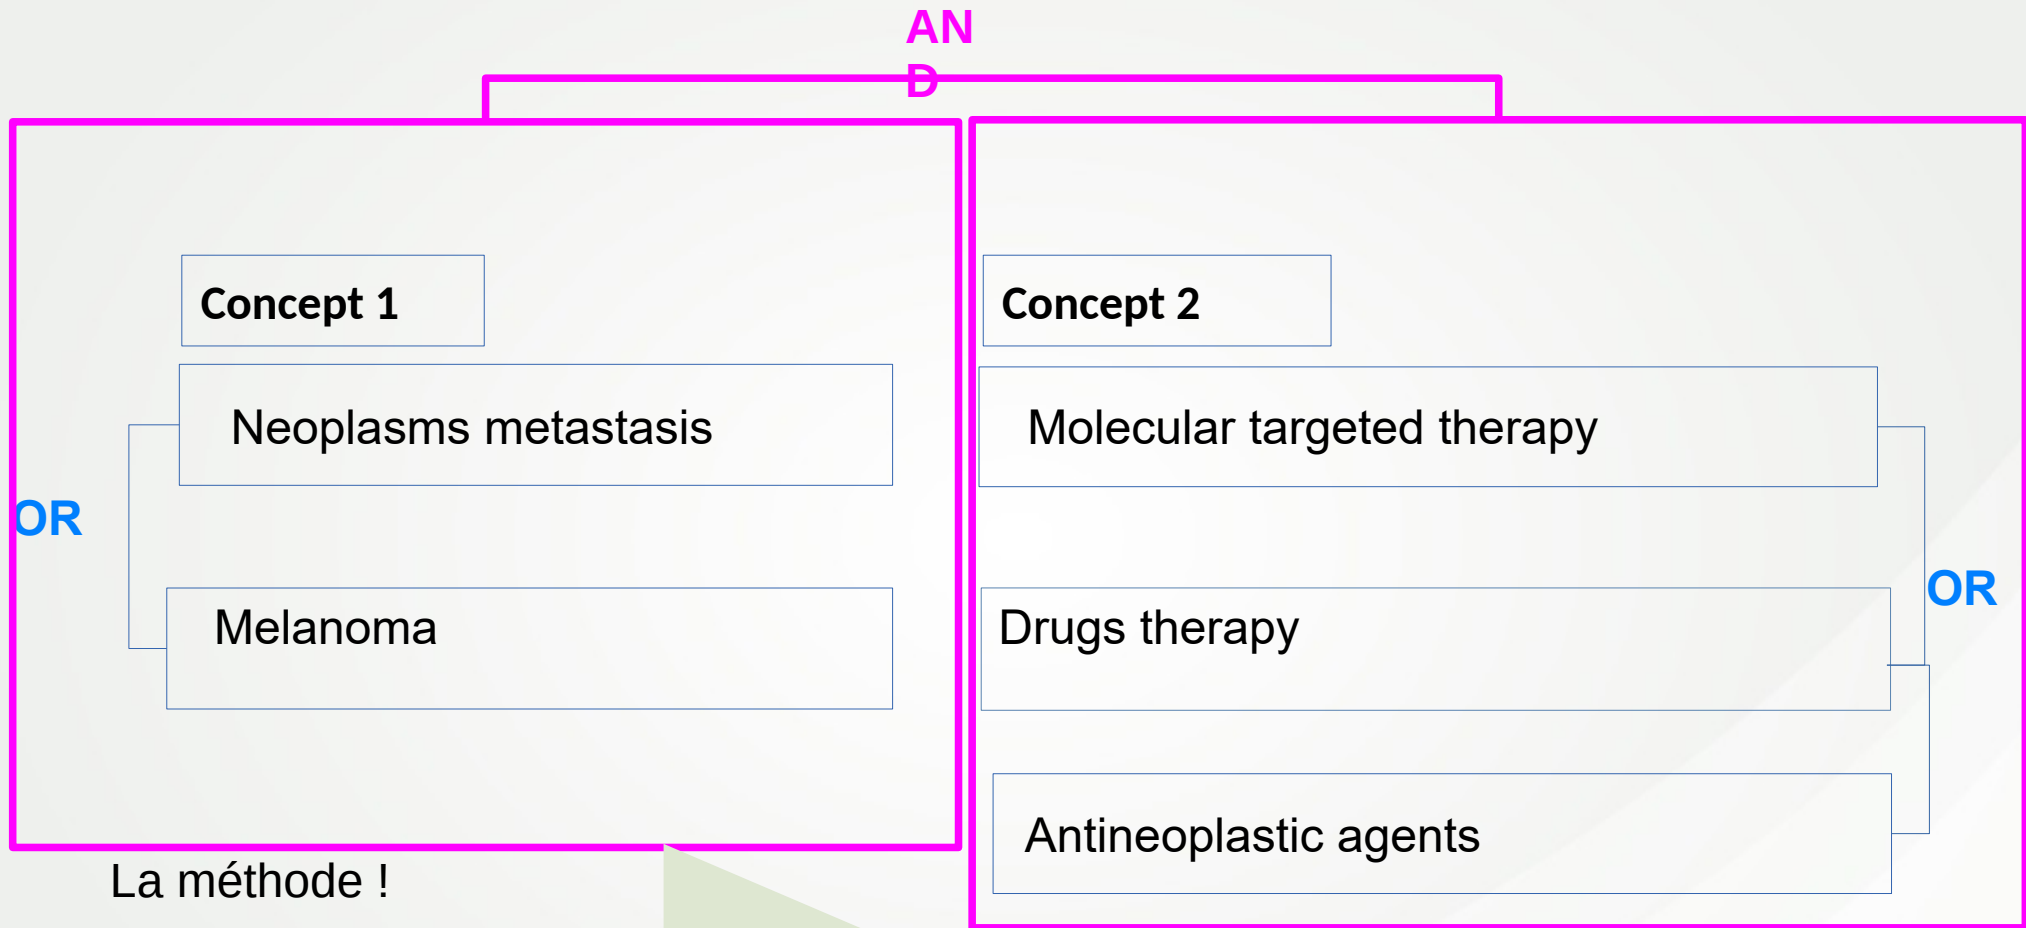 AN
D
Concept 1
Neoplasms metastasis
OR
Melanoma
Concept 2
Molecular targeted therapy
OR
Drugs therapy
Antineoplastic agents
La méthode !